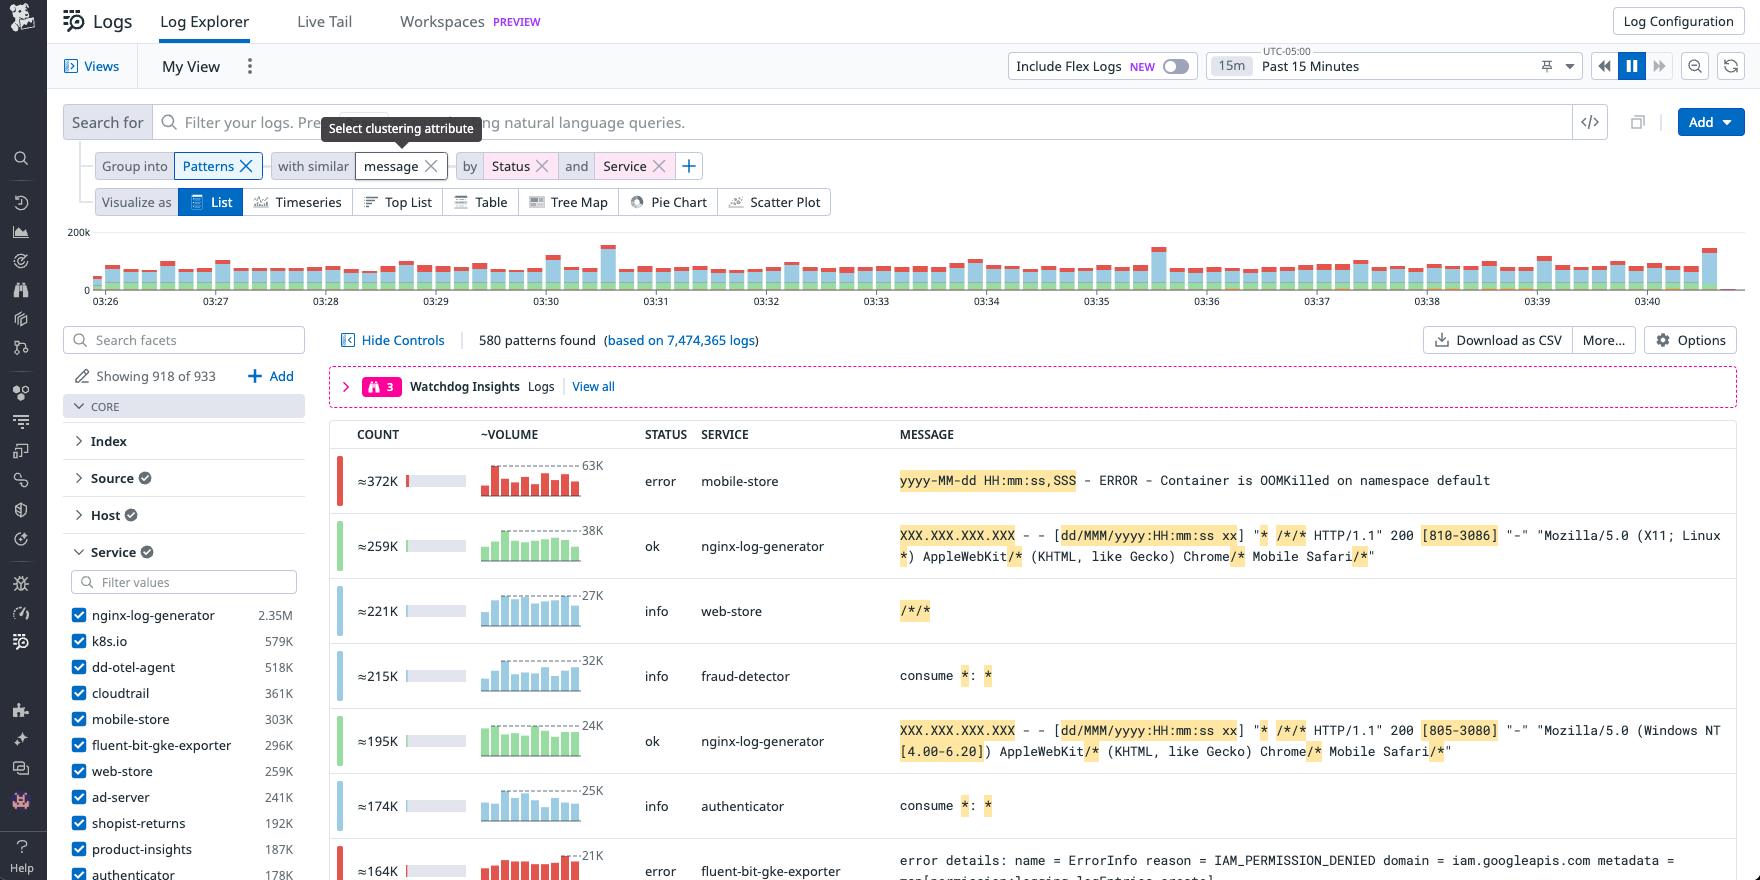 Logs
Log Explorer
Live Tail
Workspaces PREVIEW
Log Configuration
Views
My View
Include Flex Logs NEW
UTC-05:00
15m Past 15 Minutes
Search for
Filter your logs. Pre
ng natural language queries.
Select clustering attribute
</>
Add
Group into Patterns with similar message by Status and Service
Visualize as List Timeseries Top List Table Tree Map Pie Chart Scatter Plot
200k
0
03:26 03:27 03:28 03:29 03:30 03:31 03:32 03:33 03:34 03:35 03:36 03:37 03:38 03:39 03:40
Search facets
Showing 918 of 933 Add
CORE
Index
Source
Host
Service
Filter values
nginx-log-generator 2.35M
k8s.io 579K
dd-otel-agent 518K
cloudtrail 361K
mobile-store 303K
fluent-bit-gke-exporter 296K
web-store 259K
ad-server 241K
shopist-returns 192K
product-insights 187K
authenticator 178K
Help
Hide Controls 580 patterns found (based on 7,474,365 logs)
Download as CSV More... Options
3 Watchdog Insights Logs View all
COUNT ~VOLUME STATUS SERVICE MESSAGE
≈372K 63K error mobile-store yyyy-MM-dd HH:mm:ss,SSS - ERROR - Container is OOMKilled on namespace default
≈259K 38K ok nginx-log-generator XXX.XXX.XXX.XXX - - [dd/MMM/yyyy:HH:mm:ss xx] "* /*/* HTTP/1.1" 200 [810-3086] "-" "Mozilla/5.0 (X11; Linux
*) AppleWebKit/* (KHTML, like Gecko) Chrome/* Mobile Safari/*"
≈221K 27K info web-store /*/*
≈215K 32K info fraud-detector consume *: *
≈195K 24K ok nginx-log-generator XXX.XXX.XXX.XXX - - [dd/MMM/yyyy:HH:mm:ss xx] "* /*/* HTTP/1.1" 200 [805-3080] "-" "Mozilla/5.0 (Windows NT
[4.00-6.20]) AppleWebKit/* (KHTML, like Gecko) Chrome/* Mobile Safari/*"
≈174K 25K info authenticator consume *: *
≈164K 21K error fluent-bit-gke-exporter error details: name = ErrorInfo reason = IAM_PERMISSION_DENIED domain = iam.googleapis.com metadata =